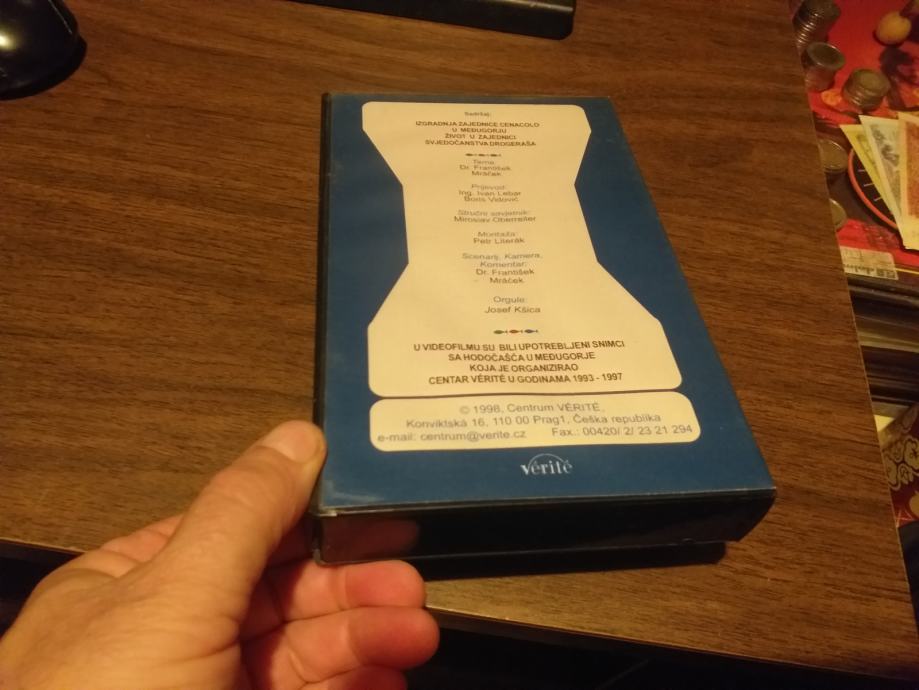 Sadržaj:
IZGRADNJA ZAJEDNICE CENACOLO
U MEĐUGORJU
ŽIVOT U ZAJEDNICI
SVJEDOČANSTVA DROGERAŠA
Tema
Dr. František
Mráček
Prijevod:
Ing. Ivan Lebar
Boris Vidović
Stručni savjetnik:
Miroslav Oberreiter
Montaža:
Petr Literák
Scenarij, Kamera,
Komentar:
Dr. František
Mráček
Orgule:
Josef Kšica
U VIDEOFILMU SU BILI UPOTREBLJENI SNIMCI
SA HODOČAŠĆA U MEĐUGORJE
KOJA JE ORGANIZIRAO
CENTAR VÉRITÉ U GODINAMA 1993 - 1997
© 1998, Centrum VÉRITÉ,
Konviktská 16, 110 00 Prag1, Češka republika
e-mail: centrum@verite.cz Fax.: 00420/ 2/ 23 21 294
vérité